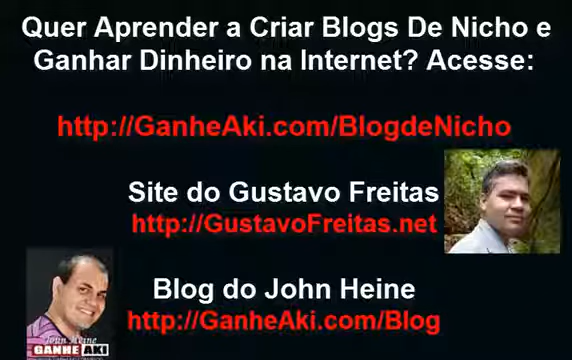 Quer Aprender a Criar Blogs De Nicho e
Ganhar Dinheiro na Internet? Acesse:
http://GanheAki.com/BlogdeNicho
Site do Gustavo Freitas
http://GustavoFreitas.net
Blog do John Heine
http://GanheAki.com/Blog
John Heine
GANHE AKI